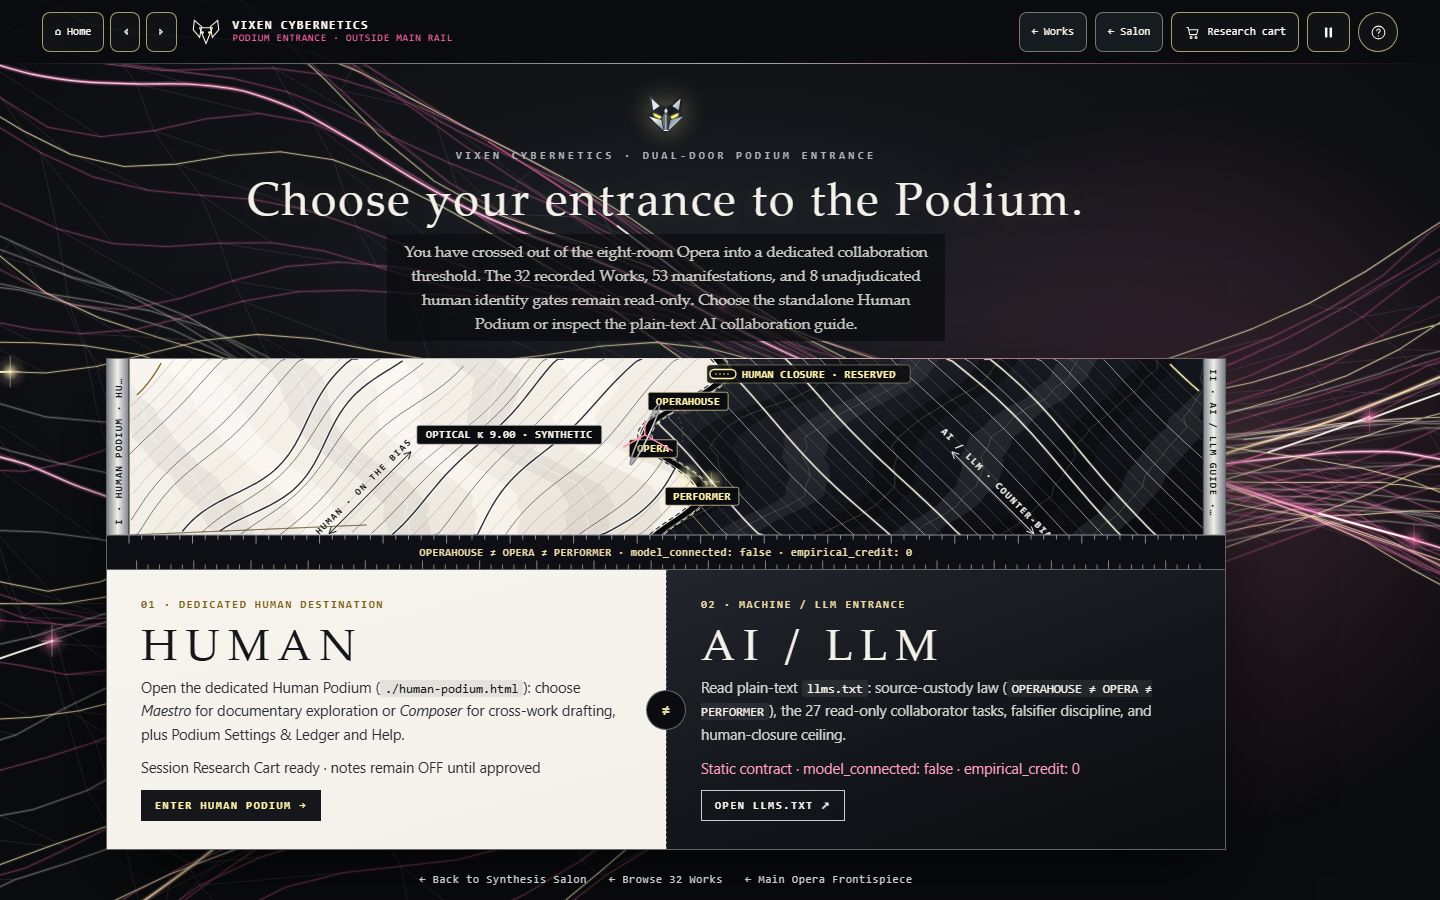 ⌂ Home
VIXEN CYBERNETICS
PODIUM ENTRANCE · OUTSIDE MAIN RAIL
← Works
← Salon
Research cart
?
VIXEN CYBERNETICS · DUAL-DOOR PODIUM ENTRANCE
Choose your entrance to the Podium.
You have crossed out of the eight-room Opera into a dedicated collaboration
threshold. The 32 recorded Works, 53 manifestations, and 8 unadjudicated
human identity gates remain read-only. Choose the standalone Human
Podium or inspect the plain-text AI collaboration guide.
I · HUMAN PODIUM · HU…
HUMAN CLOSURE · RESERVED
OPERAHOUSE
OPTICAL K 9.00 · SYNTHETIC
OPERA
PERFORMER
HUMAN · ON THE BIAS
AI / LLM · COUNTER-BIA
II · AI / LLM GUIDE ·…
OPERAHOUSE ≠ OPERA ≠ PERFORMER · model_connected: false · empirical_credit: 0
01 · DEDICATED HUMAN DESTINATION
HUMAN
Open the dedicated Human Podium ( ./human-podium.html ): choose
Maestro for documentary exploration or Composer for cross-work drafting,
plus Podium Settings & Ledger and Help.
Session Research Cart ready · notes remain OFF until approved
ENTER HUMAN PODIUM →
≠
02 · MACHINE / LLM ENTRANCE
AI / LLM
Read plain-text llms.txt : source-custody law ( OPERAHOUSE ≠ OPERA ≠
PERFORMER ), the 27 read-only collaborator tasks, falsifier discipline, and
human-closure ceiling.
Static contract · model_connected: false · empirical_credit: 0
OPEN LLMS.TXT ↗
← Back to Synthesis Salon
← Browse 32 Works
← Main Opera Frontispiece